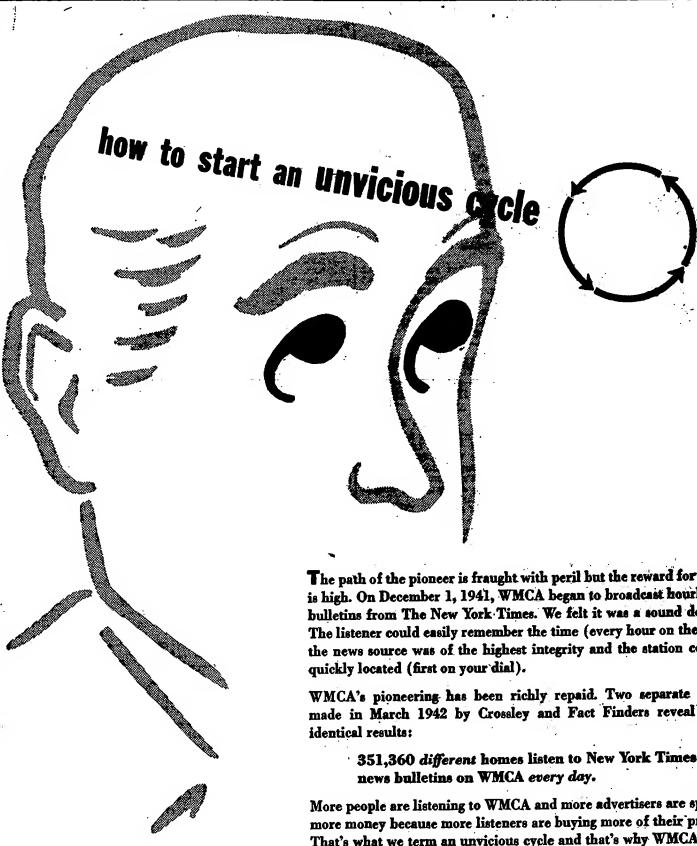 how to start an unvicious cycle
The path of the pioneer is fraught with peril but the reward for
is high. On December 1, 1941, WMCA began to broadcast hourl
bulletins from The New York Times. We felt it was a sound d
The listener could easily remember the time (every hour on the
the news source was of the highest integrity and the station c
quickly located (first on your dial).
WMCA's pioneering has been richly repaid. Two separate
made in March 1942 by Crossley and Fact Finders reveal
identical results:
351,360 different homes listen to New York Times
news bulletins on WMCA every day.
More people are listening to WMCA and more advertisers are s
more money because more listeners are buying more of their p
That's what we term an unvicious cycle and that's why WMCA